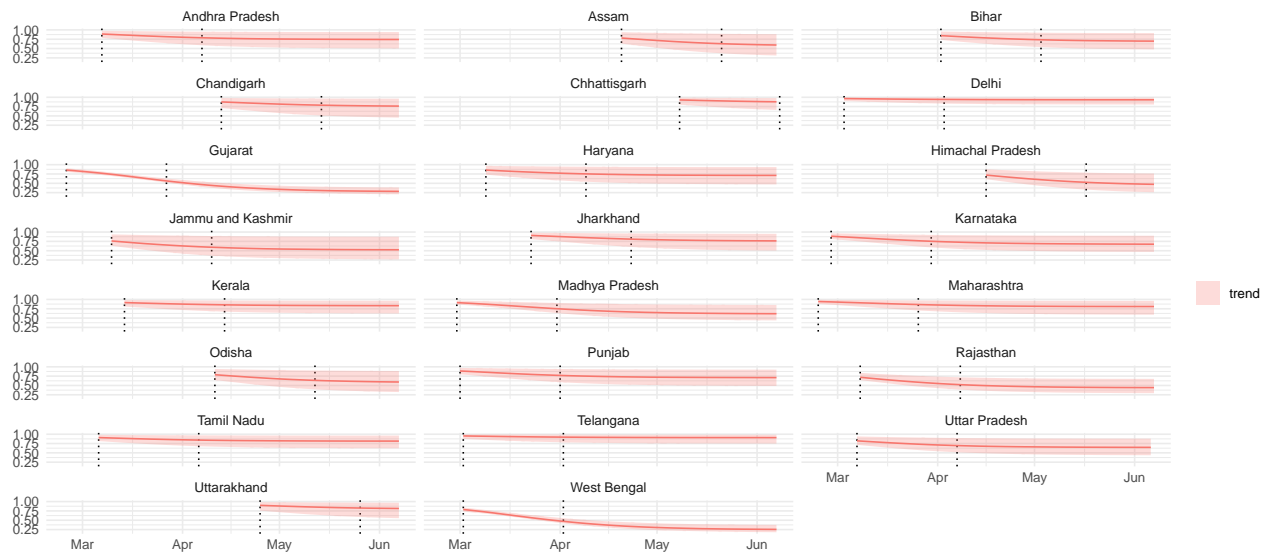 Andhra Pradesh Assam Bihar
1.00
0.75
0.50
0.25
Chandigarh Chhattisgarh Delhi
1.00
0.75
0.50
0.25
Gujarat Haryana Himachal Pradesh
1.00
0.75
0.50
0.25
Jammu and Kashmir Jharkhand Karnataka
1.00
0.75
0.50
0.25
Kerala Madhya Pradesh Maharashtra
1.00
0.75
0.50
0.25
trend
Odisha Punjab Rajasthan
1.00
0.75
0.50
0.25
Tamil Nadu Telangana Uttar Pradesh
1.00
0.75
0.50
0.25
Mar Apr May Jun
Uttarakhand West Bengal
1.00
0.75
0.50
0.25
Mar Apr May Jun Mar Apr May Jun